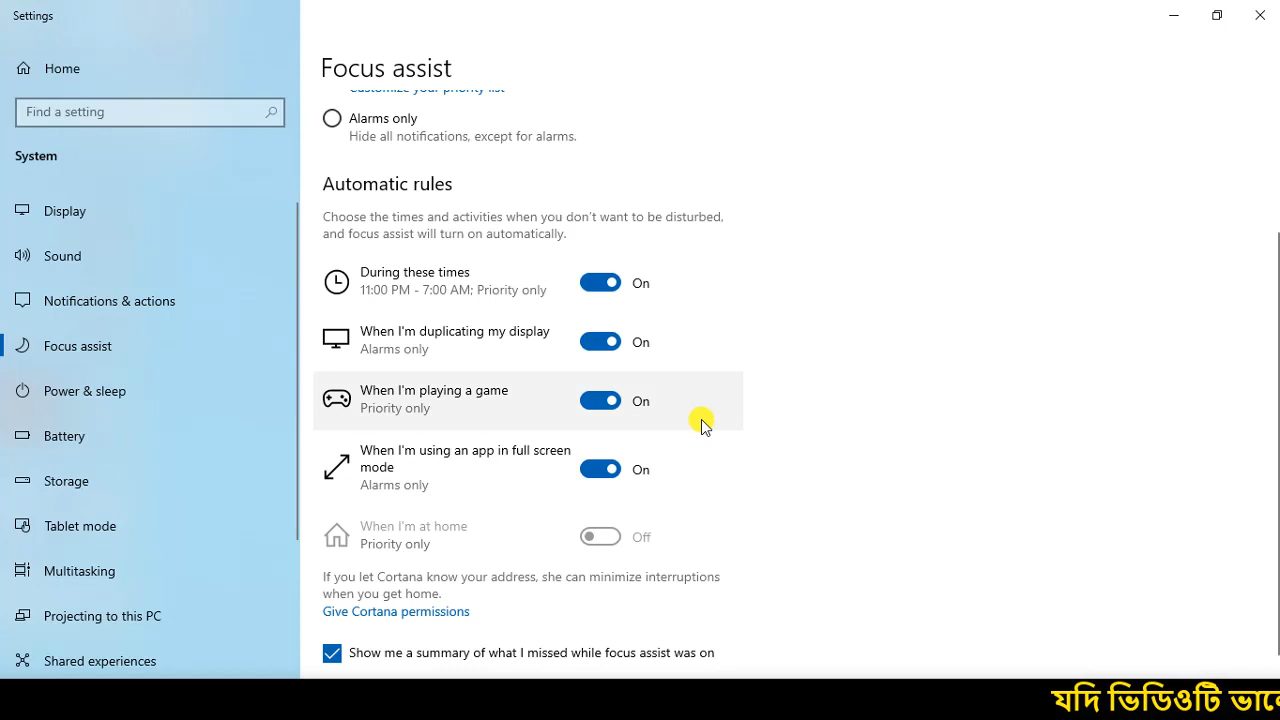 Settings
Home
Find a setting
System
Display
Sound
Notifications & actions
Focus assist
Power & sleep
Battery
Storage
Tablet mode
Multitasking
Projecting to this PC
Shared experiences
Focus assist
Customize your priority list
Alarms only
Hide all notifications, except for alarms.
Automatic rules
Choose the times and activities when you don't want to be disturbed,
and focus assist will turn on automatically.
During these times
11:00 PM - 7:00 AM; Priority only
On
When I'm duplicating my display
Alarms only
On
When I'm playing a game
Priority only
On
When I'm using an app in full screen
mode
Alarms only
On
When I'm at home
Priority only
Off
If you let Cortana know your address, she can minimize interruptions
when you get home.
Give Cortana permissions
Show me a summary of what I missed while focus assist was on
যদি ভিডিওটি